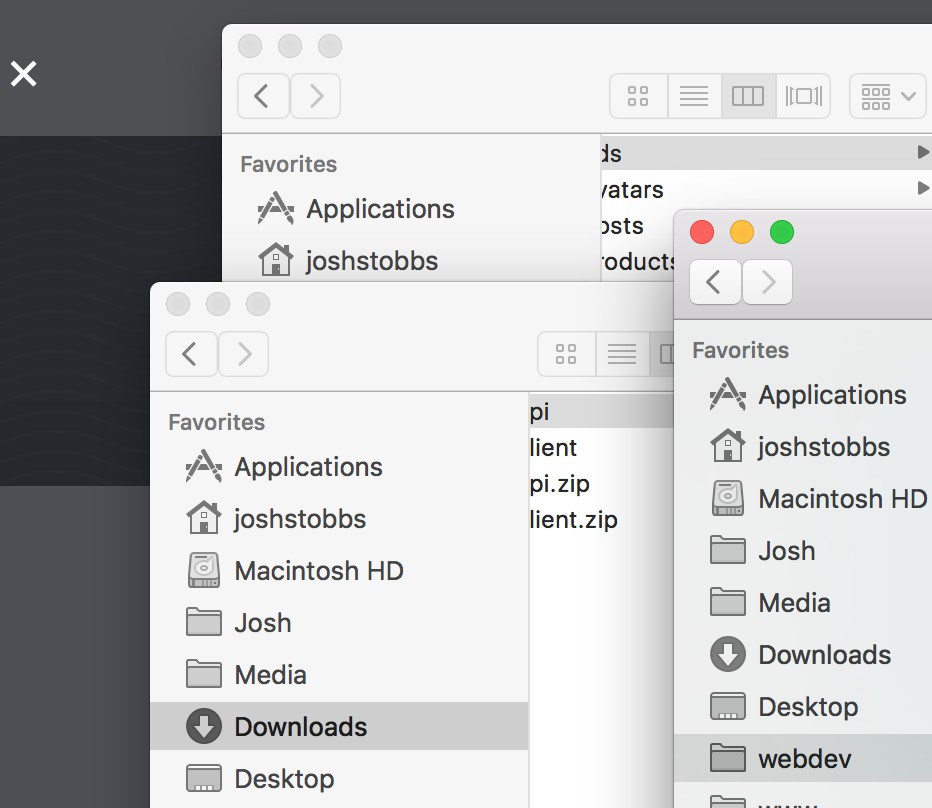 Favorites
Applications
joshstobbs
ds
vatars
osts
roducts
Favorites
Applications
joshstobbs
Macintosh HD
Josh
Media
Downloads
Desktop
pi
lient
pi.zip
lient.zip
Favorites
Applications
joshstobbs
Macintosh HD
Josh
Media
Downloads
Desktop
webdev
www